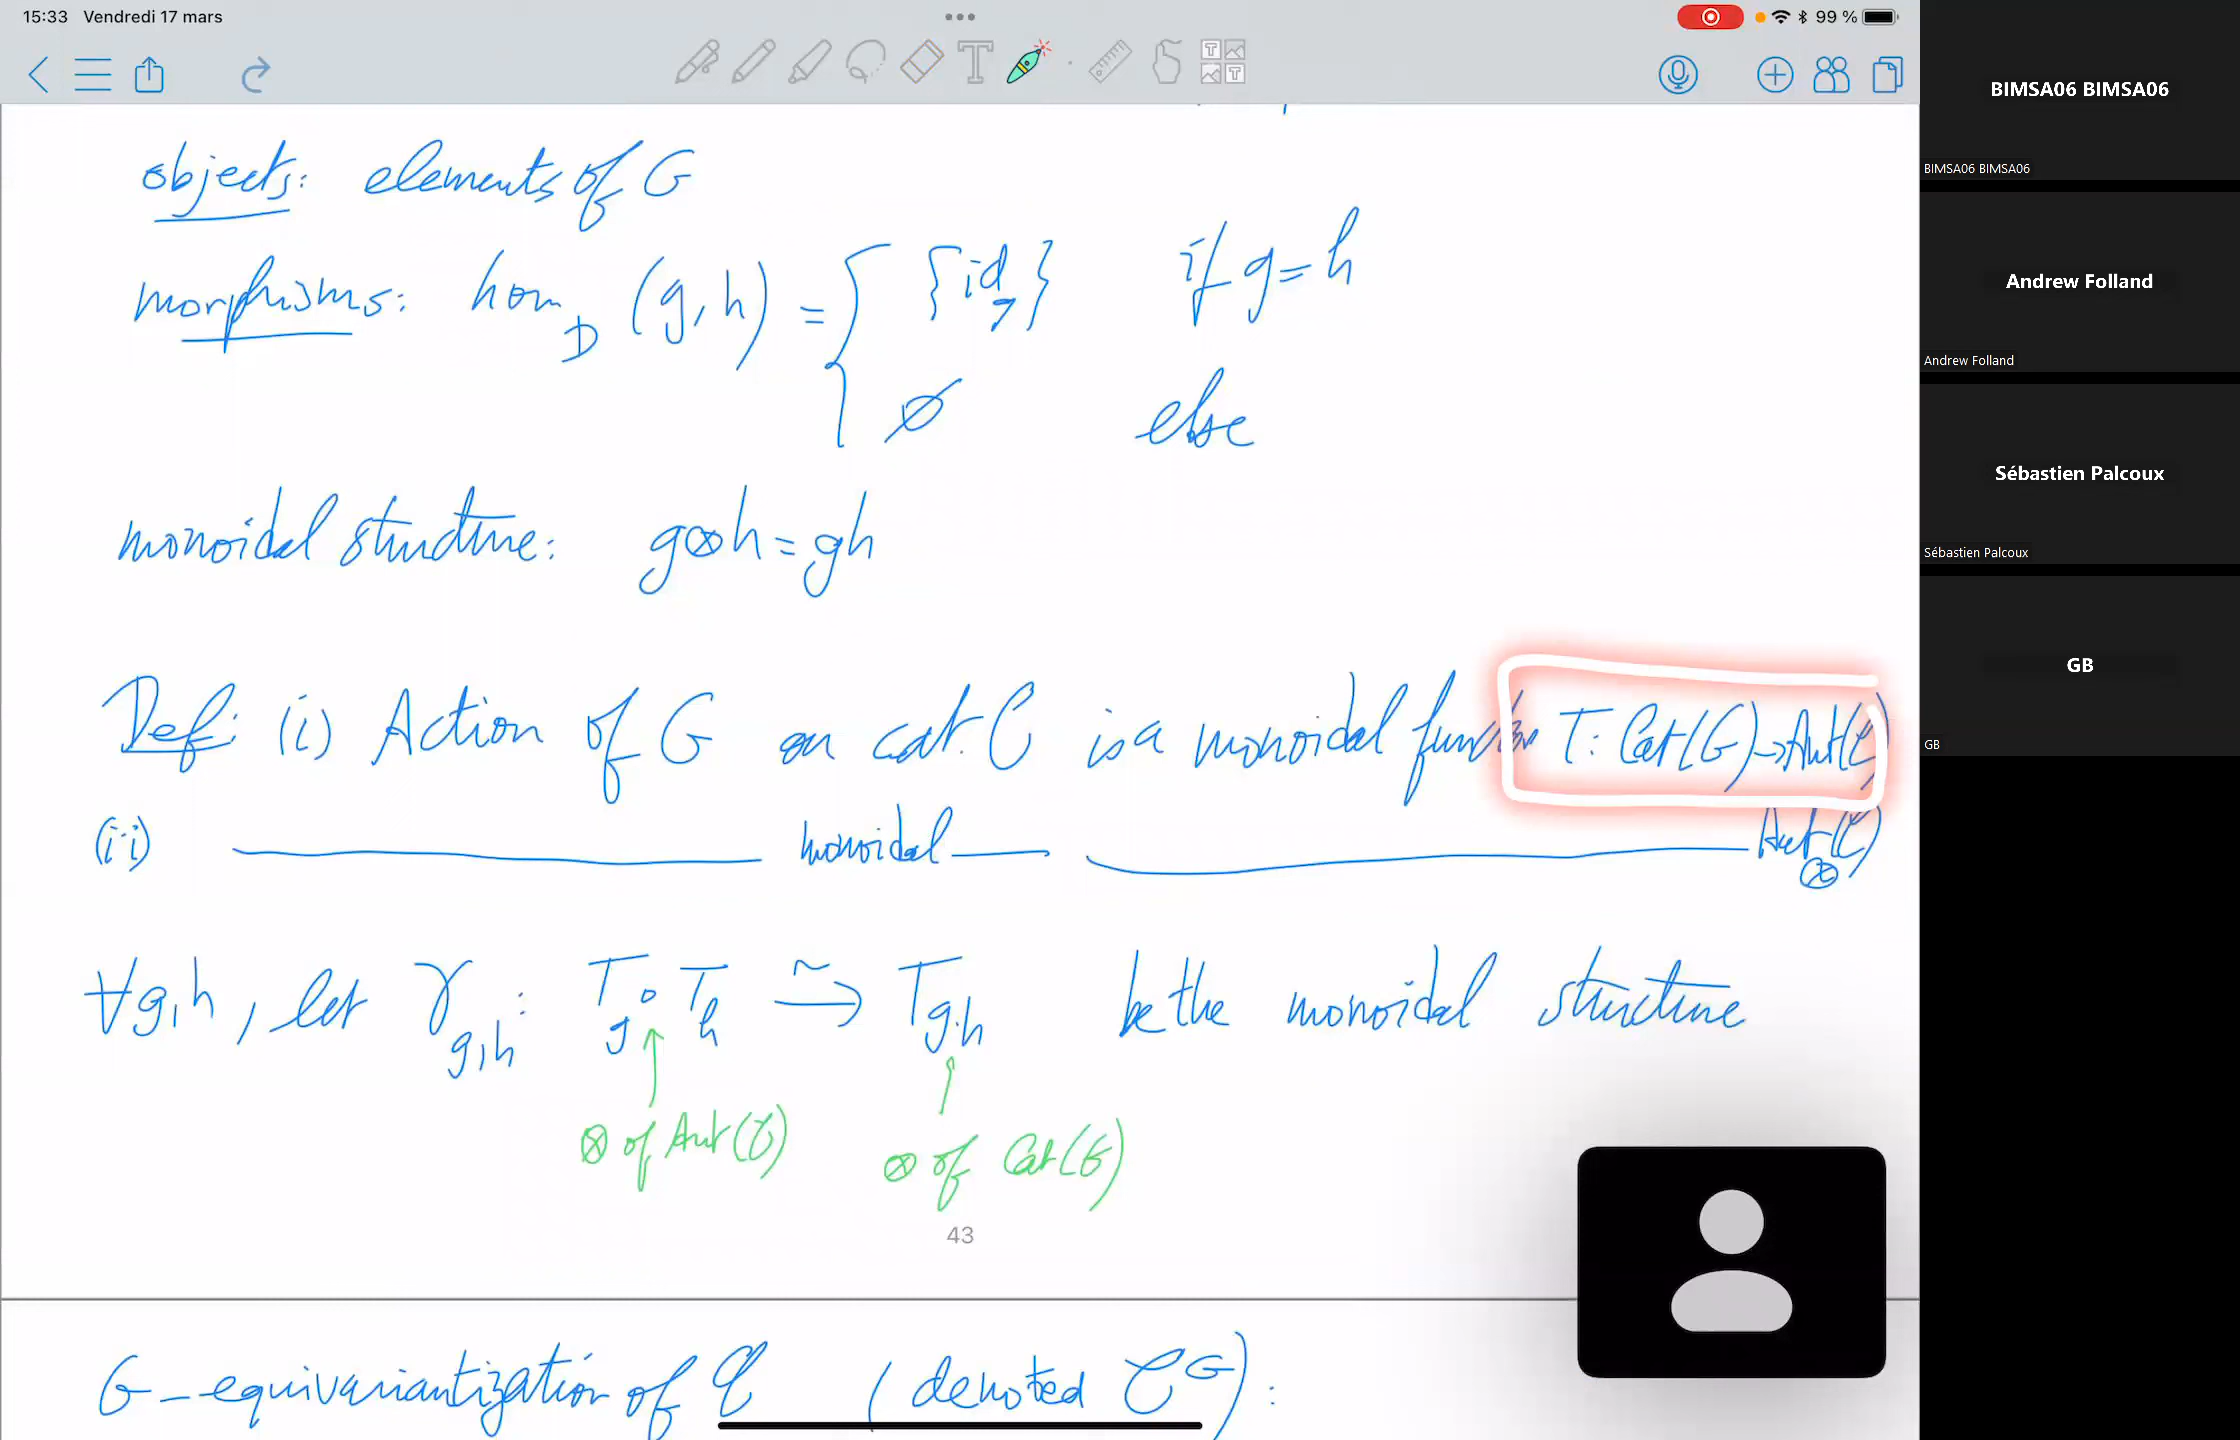 15:33 Vendredi 17 mars
99 %
objects: elements of G
morphisms: hom_D (g, h) = { {id_g} if g = h
∅ else
monoidal structure: g⊗h = gh
Def: (i) Action of G on cat. C is a monoidal functor T: Cat(G) → Aut(C)
(ii) ——— monoidal ——— Aut_⊗(C)
∀g,h, let γ_{g,h}: T_g ∘ T_h ⥲ T_{g.h} be the monoidal structure
⊗ of Aut(C) ⊗ of Cat(G)
43
G-equivariantization of C (denoted C^G):
BIMSA06 BIMSA06
BIMSA06 BIMSA06
Andrew Folland
Andrew Folland
Sébastien Palcoux
Sébastien Palcoux
GB
GB